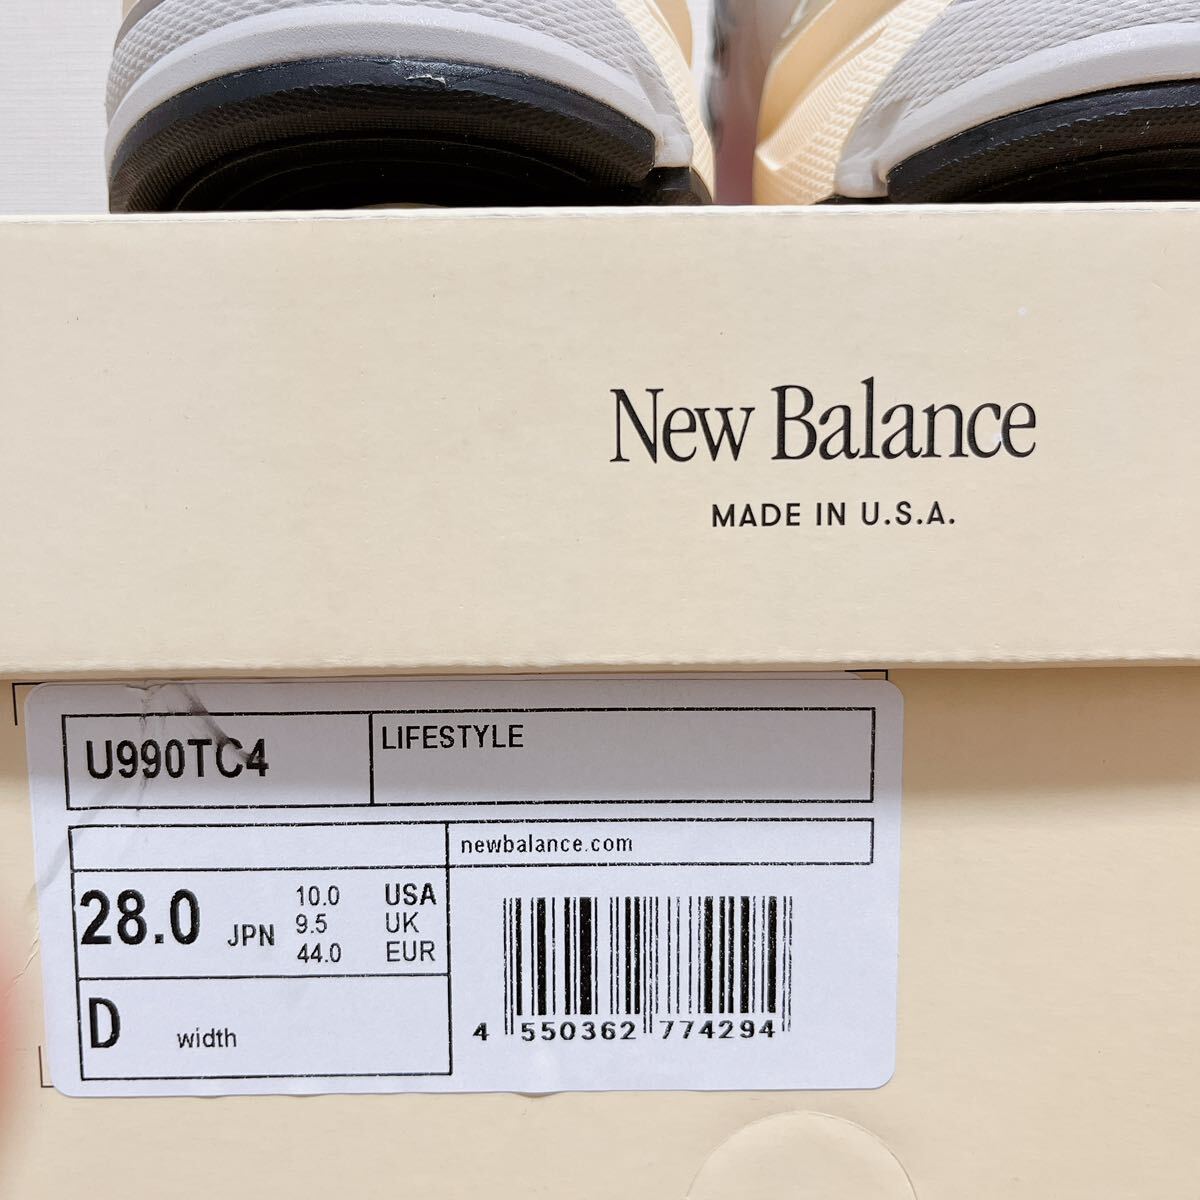 New Balance
MADE IN U.S.A.
U990TC4
LIFESTYLE
newbalance.com
28.0 JPN
10.0 USA
9.5 UK
44.0 EUR
D width
4 550362 774294